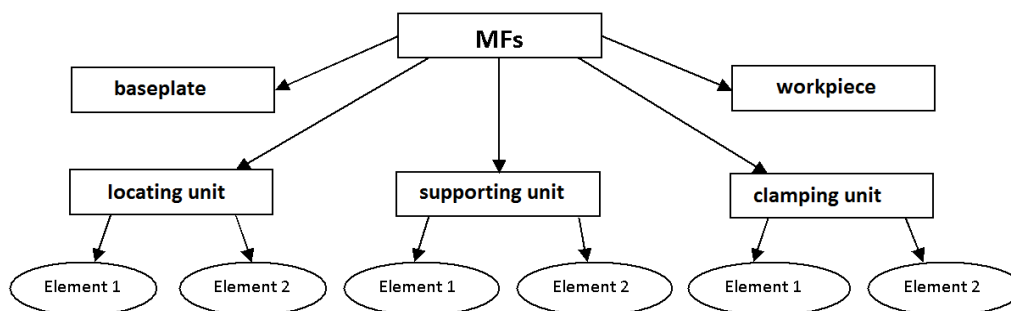 MFs
baseplate
workpiece
locating unit
supporting unit
clamping unit
Element 1
Element 2
Element 1
Element 2
Element 1
Element 2